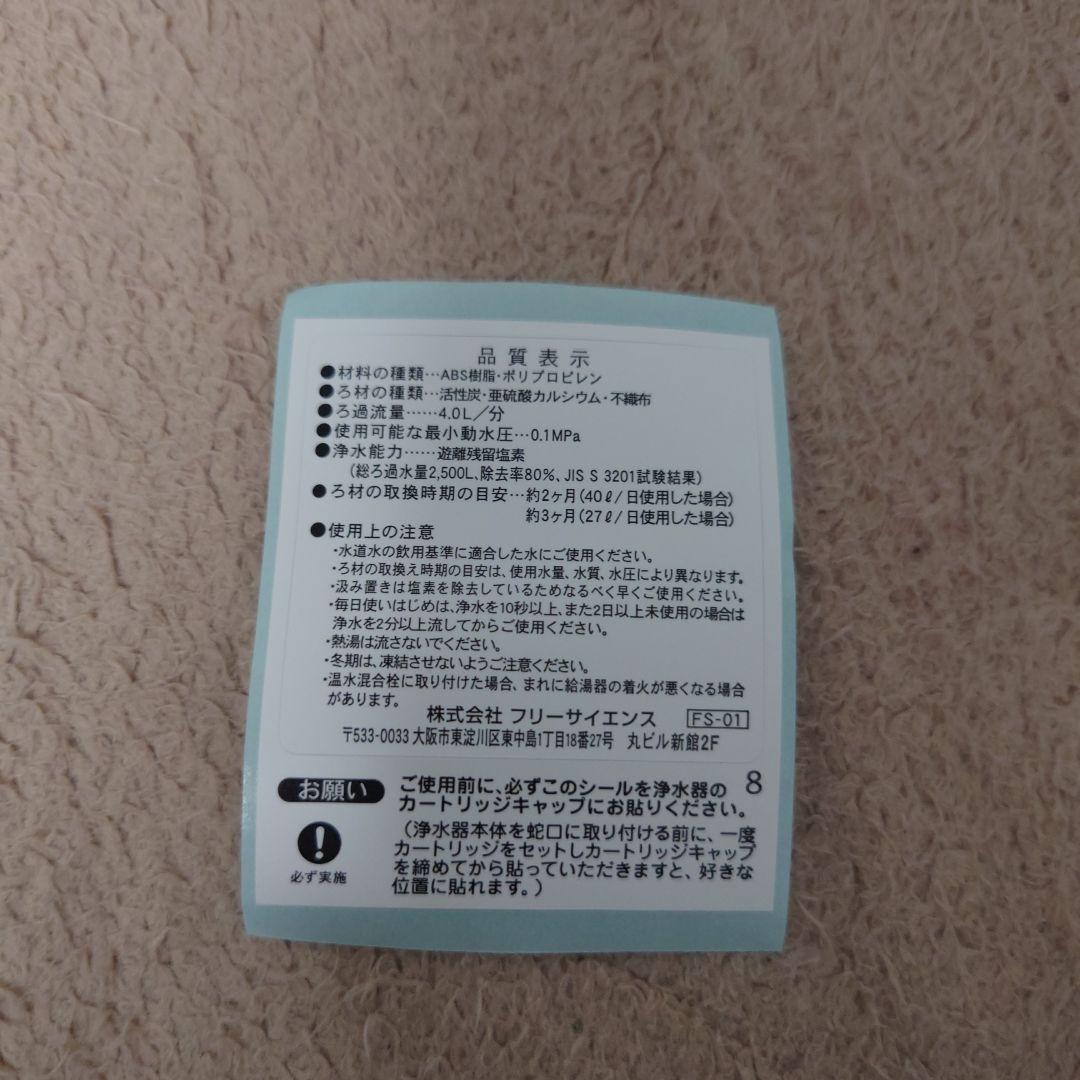 品質表示
●材料の種類…ABS樹脂・ポリプロピレン
●ろ材の種類…活性炭・亜硫酸カルシウム・不織布
●ろ過流量……4.0L／分
●使用可能な最小動水圧…0.1MPa
●浄水能力……遊離残留塩素
（総ろ過水量2,500L、除去率80%、JIS S 3201試験結果）
●ろ材の取換時期の目安…約2ヶ月（40ℓ/日使用した場合）
約3ヶ月（27ℓ/日使用した場合）
●使用上の注意
・水道水の飲用基準に適合した水にご使用ください。
・ろ材の取換え時期の目安は、使用水量、水質、水圧により異なります。
・汲み置きは塩素を除去しているためなるべく早くご使用ください。
・毎日使いはじめは、浄水を10秒以上、また2日以上未使用の場合は
浄水を2分以上流してからご使用ください。
・熱湯は流さないでください。
・冬期は、凍結させないようご注意ください。
・温水混合栓に取り付けた場合、まれに給湯器の着火が悪くなる場合
があります。
株式会社 フリーサイエンス FS-01
〒533-0033 大阪市東淀川区東中島1丁目18番27号 丸ビル新館2F
お願い ご使用前に、必ずこのシールを浄水器の 8
カートリッジキャップにお貼りください。
（浄水器本体を蛇口に取り付ける前に、一度
カートリッジをセットしカートリッジキャップ
を締めてから貼っていただきますと、好きな
位置に貼れます。）
必ず実施